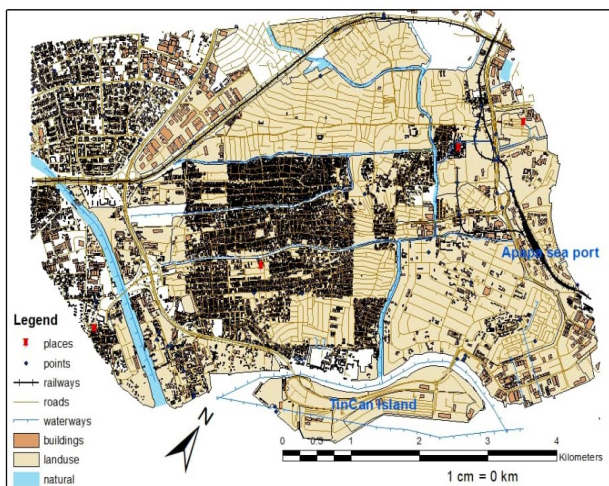 Apapa sea port
Legend
places
points
railways
roads
waterways
buildings
landuse
natural
TinCan Island
N
0 0.5 1 2 3 4
Kilometers
1 cm = 0 km